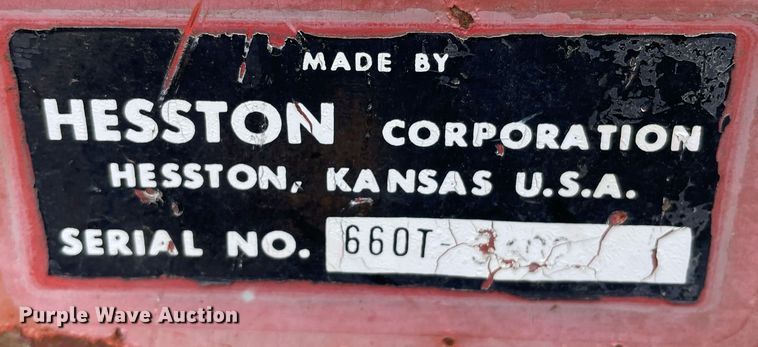 MADE BY
HESSTON CORPORATION
HESSTON, KANSAS U.S.A.
SERIAL NO. 660T-
Purple Wave Auction